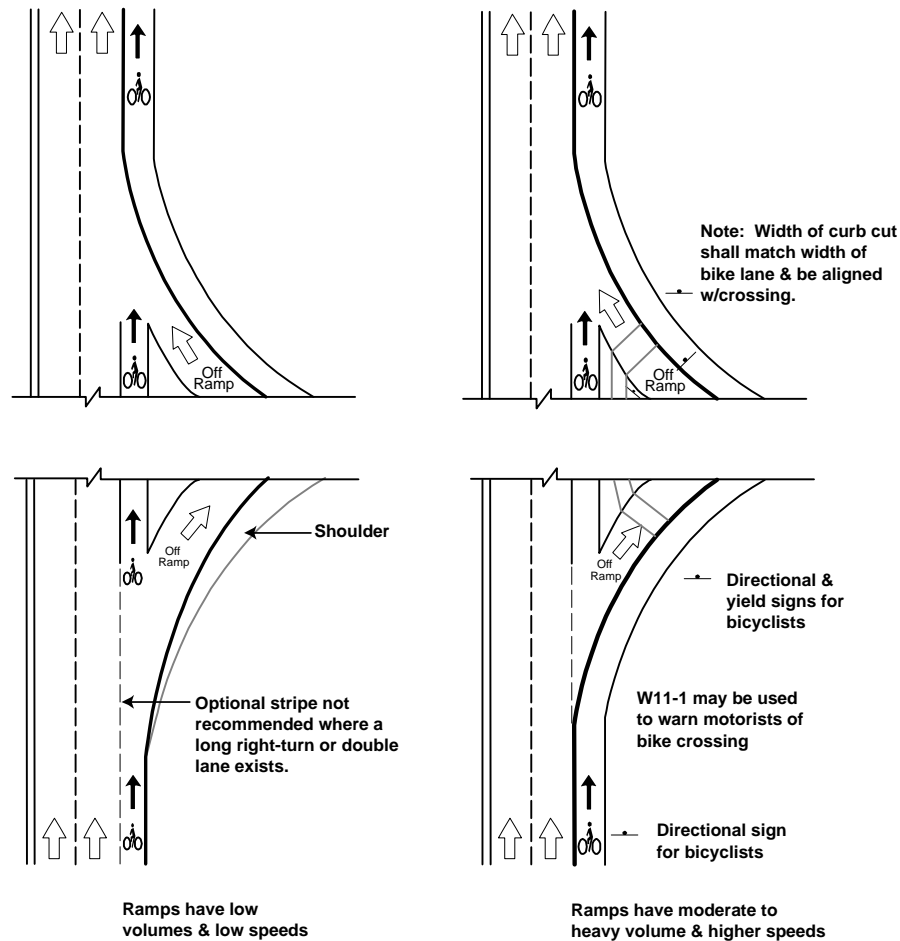 Note: Width of curb cut
shall match width of
bike lane & be aligned
w/crossing.
Off
Ramp
Off
Ramp
Shoulder
Off
Ramp
Off
Ramp
Directional &
yield signs for
bicyclists
Optional stripe not
recommended where a
long right-turn or double
lane exists.
W11-1 may be used
to warn motorists of
bike crossing
Directional sign
for bicyclists
Ramps have low
volumes & low speeds
Ramps have moderate to
heavy volume & higher speeds